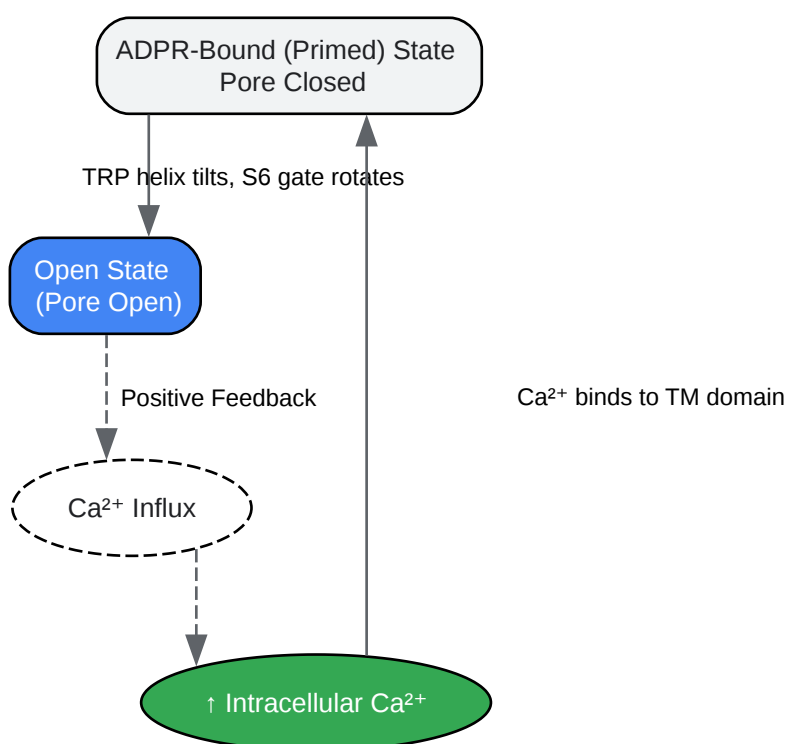 ADPR-Bound (Primed) State
Pore Closed
TRP helix tilts, S6 gate rotates
Open State
(Pore Open)
Positive Feedback
Ca²⁺ binds to TM domain
Ca²⁺ Influx
↑ Intracellular Ca²⁺